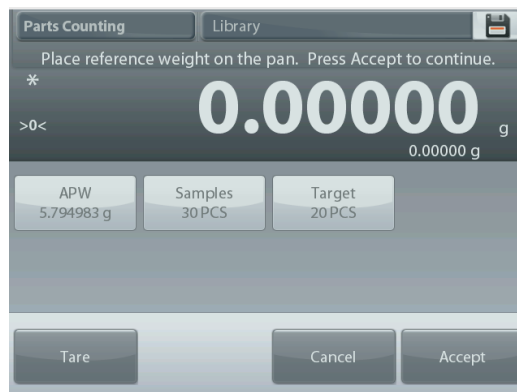 Parts Counting
Library
Place reference weight on the pan. Press Accept to continue.
*
>0<
0.00000 g
0.00000 g
APW
5.794983 g
Samples
30 PCS
Target
20 PCS
Tare
Cancel
Accept